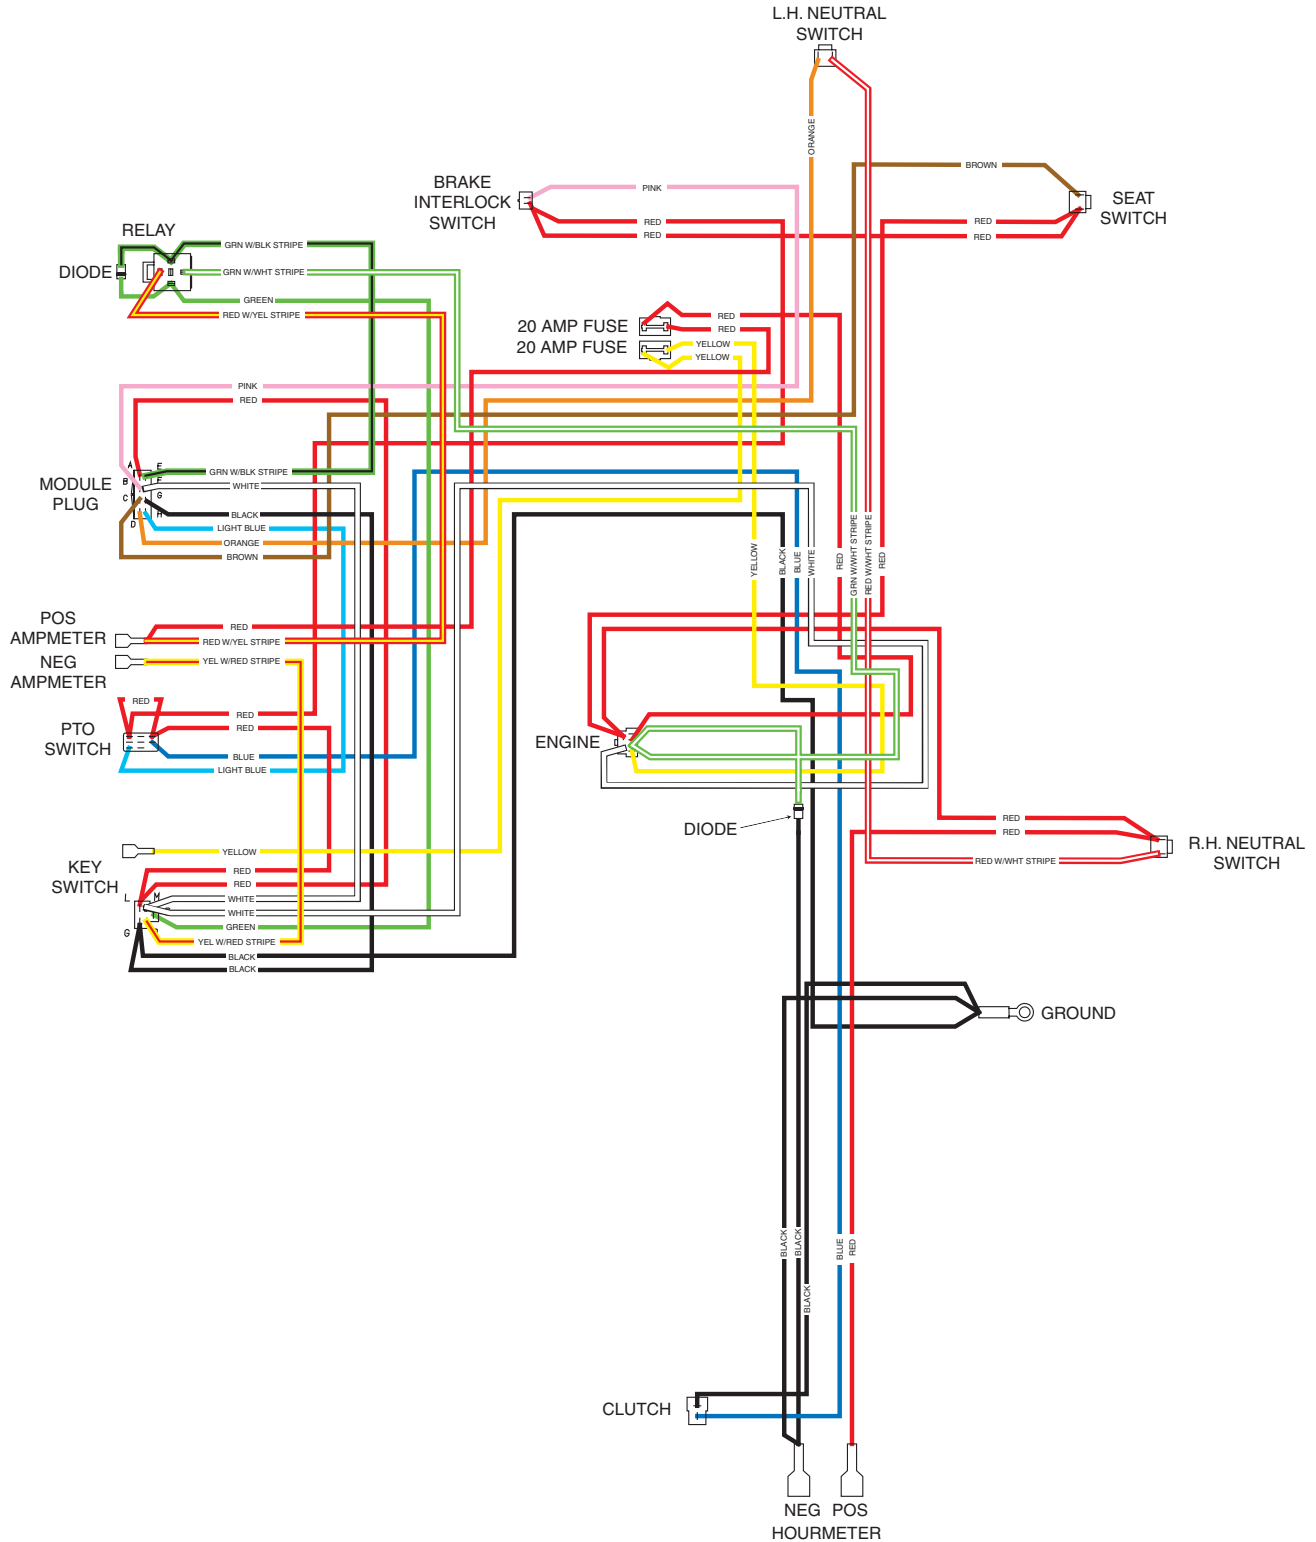 L.H. NEUTRAL
SWITCH
ORANGE
BROWN
BRAKE
INTERLOCK
SWITCH
PINK
RED
RED
RED
RED
SEAT
SWITCH
RELAY
DIODE
GRN W/BLK STRIPE
GRN W/WHT STRIPE
GREEN
RED W/YEL STRIPE
20 AMP FUSE
20 AMP FUSE
RED
RED
YELLOW
YELLOW
PINK
RED
MODULE
PLUG
A
B
C
D
E
F
G
H
GRN W/BLK STRIPE
WHITE
BLACK
LIGHT BLUE
ORANGE
BROWN
YELLOW
BLACK
BLUE
WHITE
RED
GRN W/WHT STRIPE
RED W/WHT STRIPE
RED
POS
AMPMETER
NEG
AMPMETER
RED
RED W/YEL STRIPE
YEL W/RED STRIPE
PTO
SWITCH
RED
RED
RED
BLUE
LIGHT BLUE
ENGINE
DIODE
RED
RED
RED W/WHT STRIPE
R.H. NEUTRAL
SWITCH
KEY
SWITCH
YELLOW
RED
RED
L
M
G
WHITE
WHITE
GREEN
YEL W/RED STRIPE
BLACK
BLACK
GROUND
BLACK
BLACK
BLACK
BLUE
RED
CLUTCH
NEG POS
HOURMETER